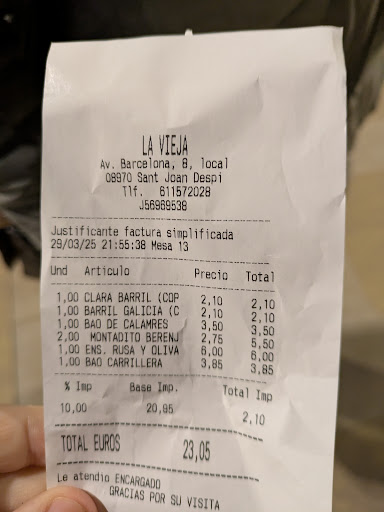 LA VIEJA
Av. Barcelona, 8, local
08970 Sant Joan Despi
Tlf. 611572028
J56969538
Justificante factura simplificada
29/03/25 21:55:38 Mesa 13
Und Artículo Precio Total
1,00 CLARA BARRIL (COP 2,10 2,10
1,00 BARRIL GALICIA (C 2,10 2,10
1,00 BAO DE CALAMRES 3,50 3,50
2,00 MONTADITO BERENJ 2,75 5,50
1,00 ENS. RUSA Y OLIVA 6,00 6,00
1,00 BAO CARRILLERA 3,85 3,85
% Imp Base Imp. Total Imp
10,00 20,95 2,10
TOTAL EUROS 23,05
Le atendio ENCARGADO
GRACIAS POR SU VISITA